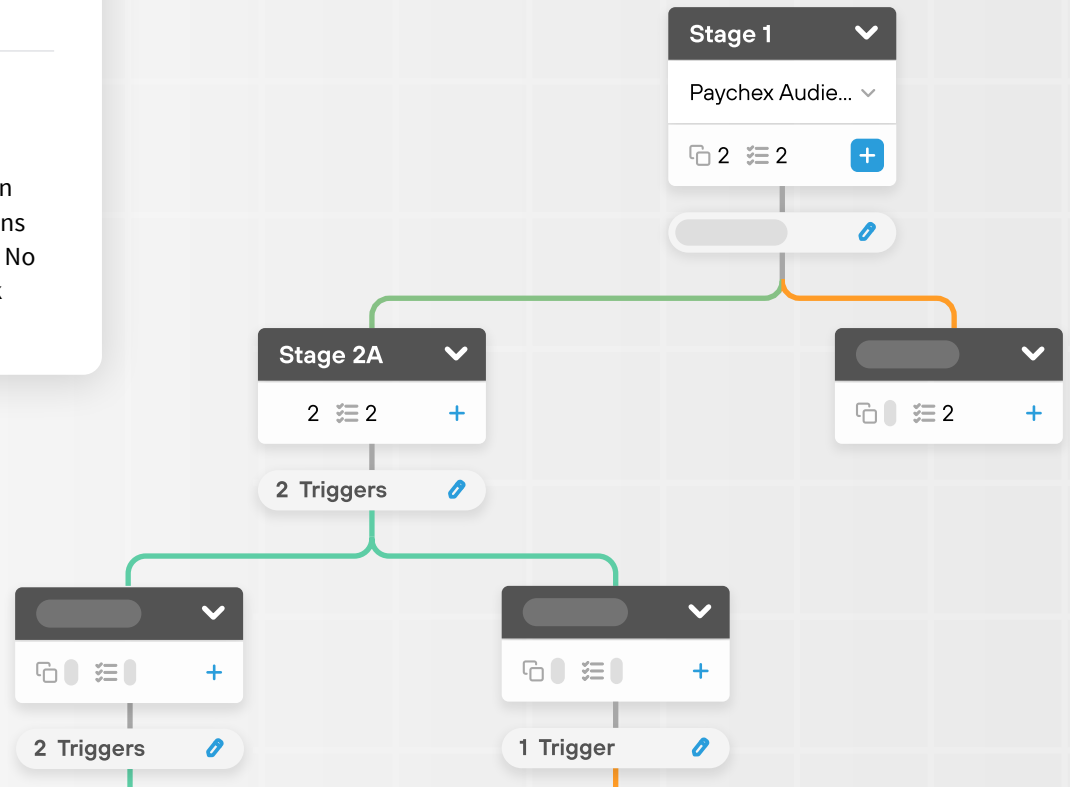 n
ns
No
Stage 1
Paychex Audie...
2 2
Stage 2A
2 2
2
2 Triggers
2 Triggers
1 Trigger